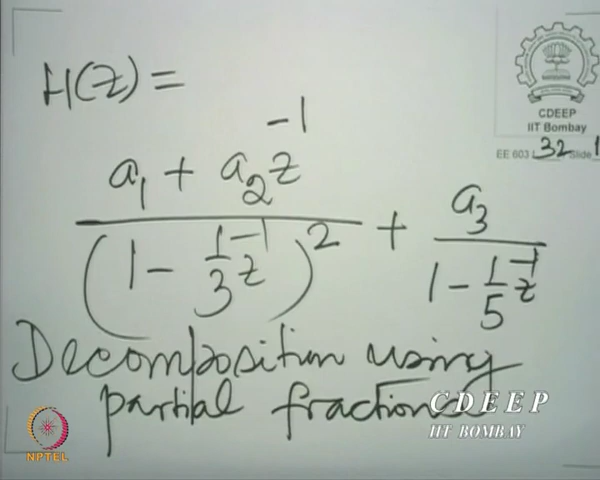 H(z) =
a₁ + a₂z⁻¹ / (1 - 1/3 z⁻¹)² + a₃ / 1 - 1/5 z⁻¹
Decomposition using
partial fractions
CDEEP
IIT Bombay
EE 603 L 32 Slide 1
CDEEP
IIT BOMBAY
NPTEL